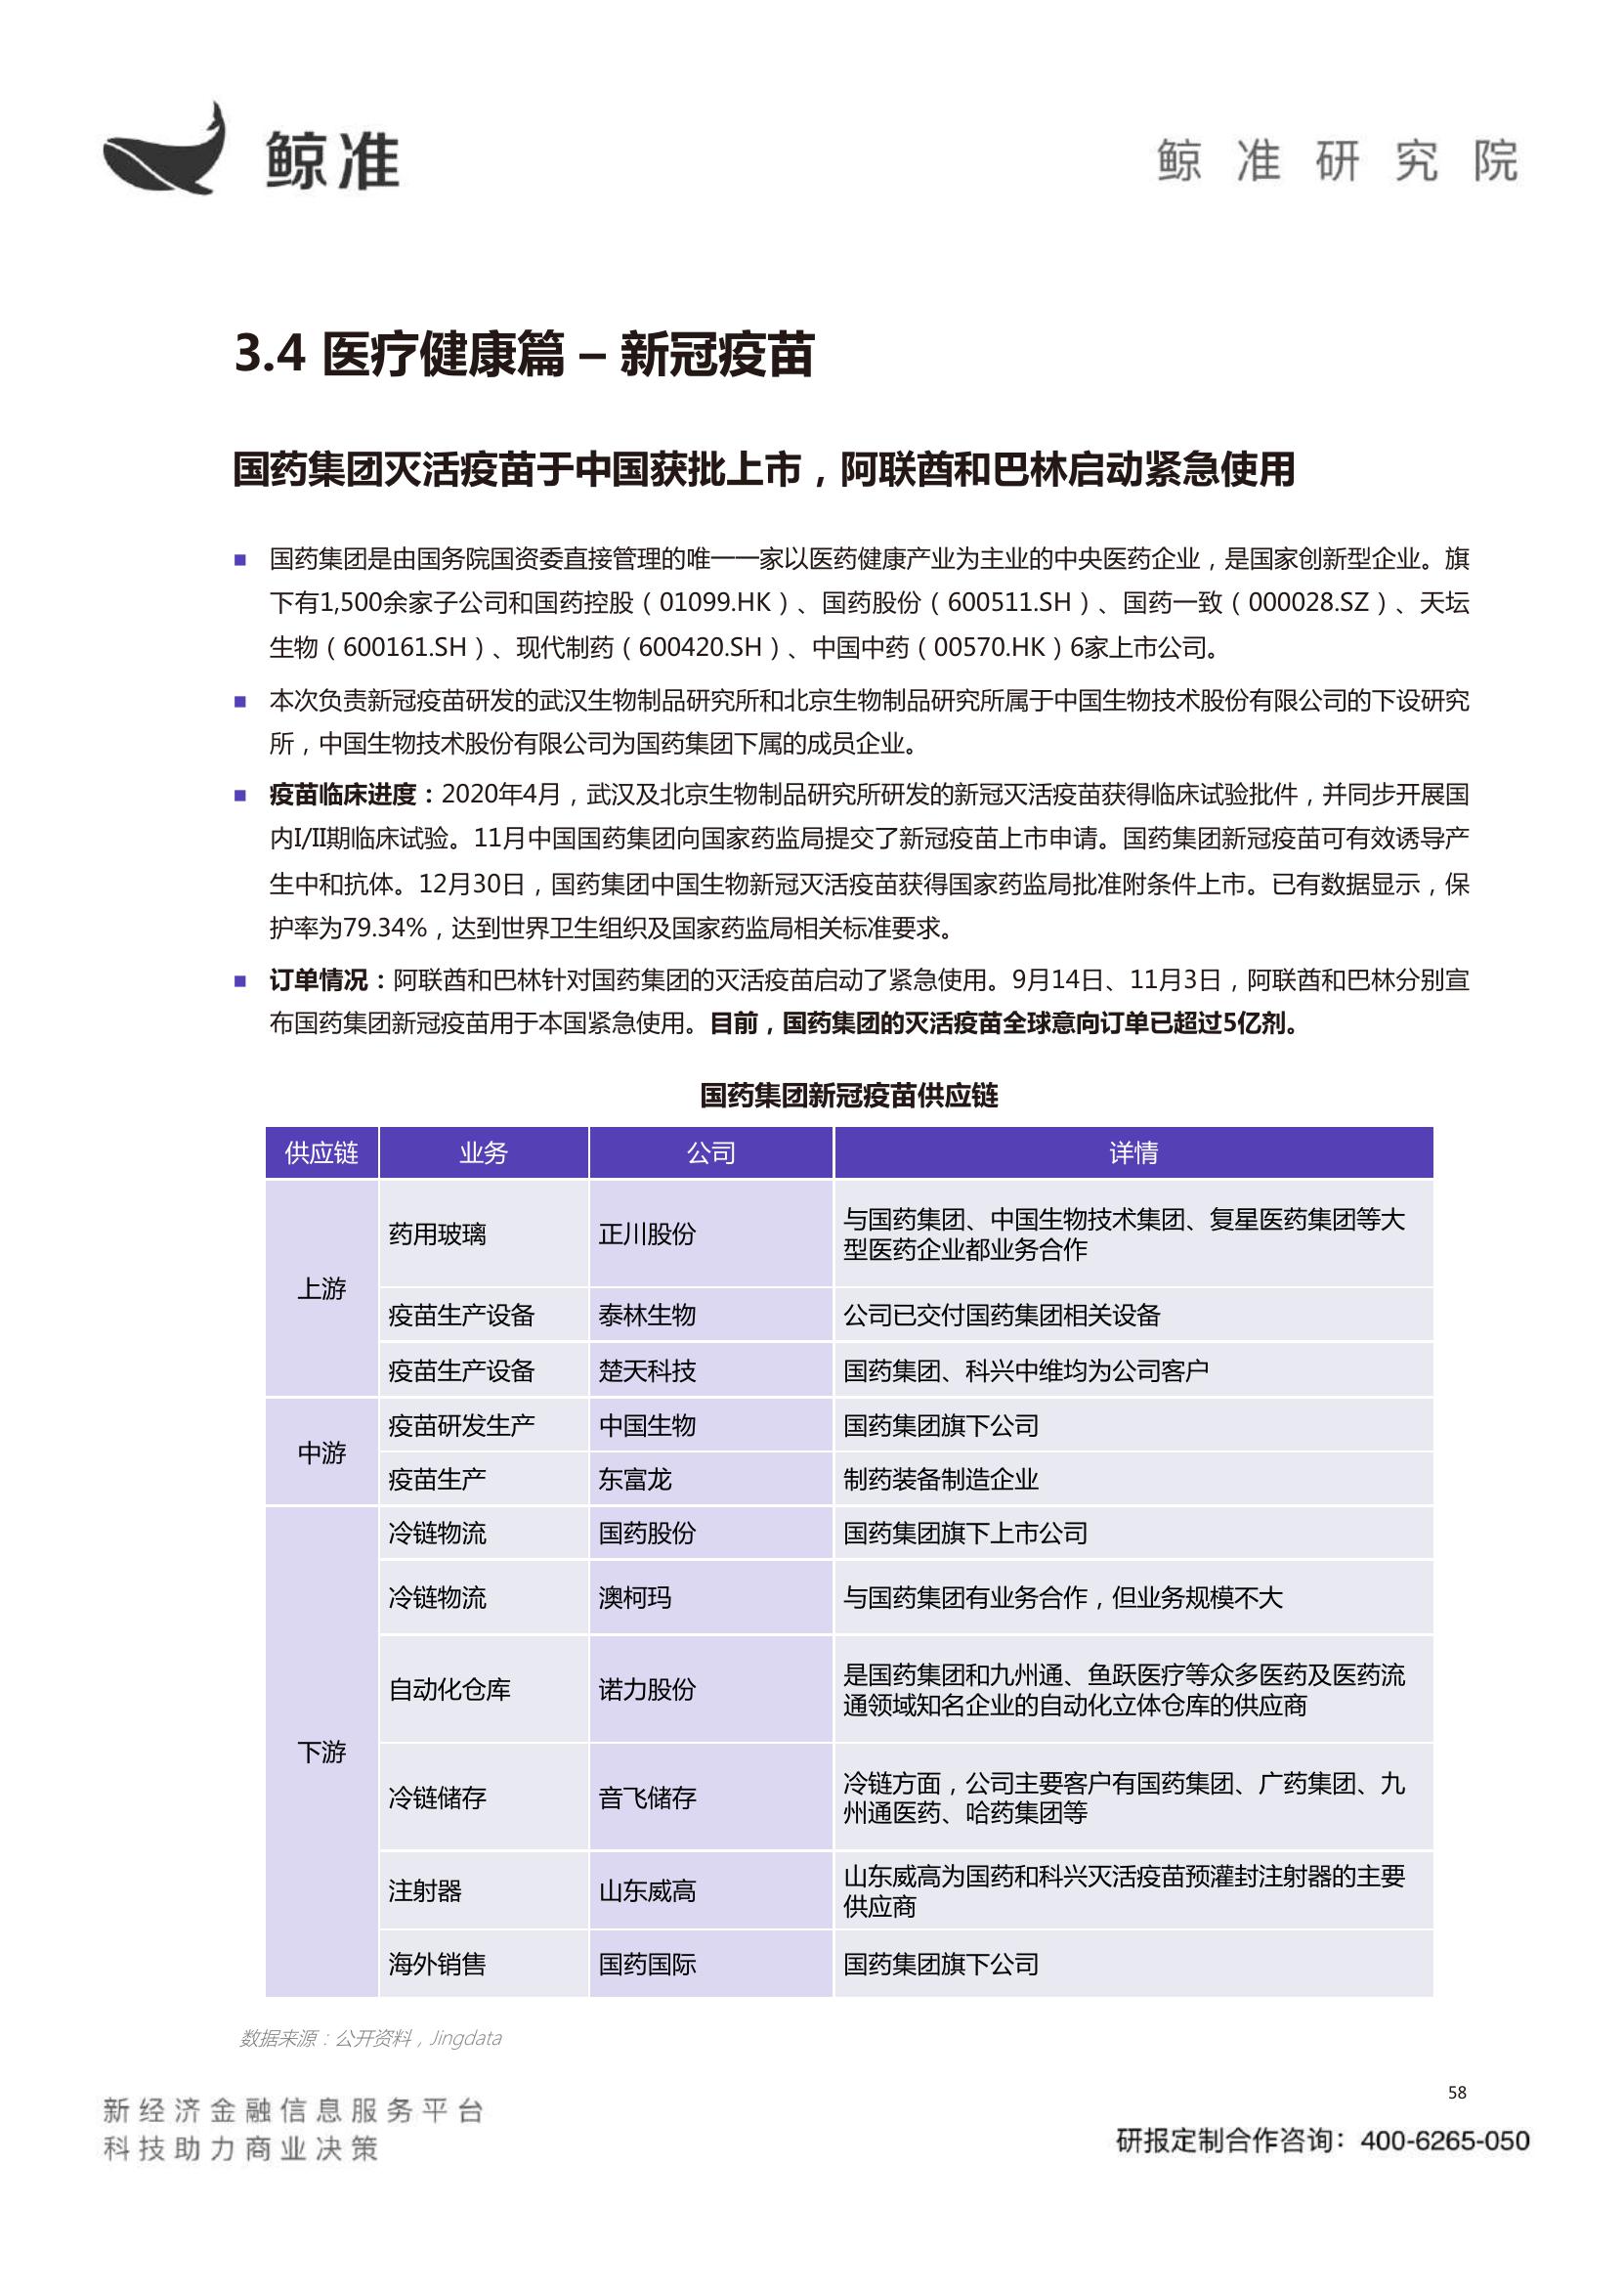 鲸准
鲸准研究院
3.4 医疗健康篇 – 新冠疫苗
国药集团灭活疫苗于中国获批上市，阿联酋和巴林启动紧急使用
■ 国药集团是由国务院国资委直接管理的唯一一家以医药健康产业为主业的中央医药企业，是国家创新型企业。旗
下有1,500余家子公司和国药控股（01099.HK）、国药股份（600511.SH）、国药一致（000028.SZ）、天坛
生物（600161.SH）、现代制药（600420.SH）、中国中药（00570.HK）6家上市公司。
■ 本次负责新冠疫苗研发的武汉生物制品研究所和北京生物制品研究所属于中国生物技术股份有限公司的下设研究
所，中国生物技术股份有限公司为国药集团下属的成员企业。
■ 疫苗临床进度：2020年4月，武汉及北京生物制品研究所研发的新冠灭活疫苗获得临床试验批件，并同步开展国
内I/II期临床试验。11月中国国药集团向国家药监局提交了新冠疫苗上市申请。国药集团新冠疫苗可有效诱导产
生中和抗体。12月30日，国药集团中国生物新冠灭活疫苗获得国家药监局批准附条件上市。已有数据显示，保
护率为79.34%，达到世界卫生组织及国家药监局相关标准要求。
■ 订单情况：阿联酋和巴林针对国药集团的灭活疫苗启动了紧急使用。9月14日、11月3日，阿联酋和巴林分别宣
布国药集团新冠疫苗用于本国紧急使用。目前，国药集团的灭活疫苗全球意向订单已超过5亿剂。
国药集团新冠疫苗供应链
供应链 业务 公司 详情
上游
药用玻璃 正川股份 与国药集团、中国生物技术集团、复星医药集团等大
型医药企业都业务合作
疫苗生产设备 泰林生物 公司已交付国药集团相关设备
疫苗生产设备 楚天科技 国药集团、科兴中维均为公司客户
中游
疫苗研发生产 中国生物 国药集团旗下公司
疫苗生产 东富龙 制药装备制造企业
下游
冷链物流 国药股份 国药集团旗下上市公司
冷链物流 澳柯玛 与国药集团有业务合作，但业务规模不大
自动化仓库 诺力股份 是国药集团和九州通、鱼跃医疗等众多医药及医药流
通领域知名企业的自动化立体仓库的供应商
冷链储存 音飞储存 冷链方面，公司主要客户有国药集团、广药集团、九
州通医药、哈药集团等
注射器 山东威高 山东威高为国药和科兴灭活疫苗预灌封注射器的主要
供应商
海外销售 国药国际 国药集团旗下公司
数据来源：公开资料，Jingdata
58
新经济金融信息服务平台
科技助力商业决策
研报定制合作咨询：400-6265-050